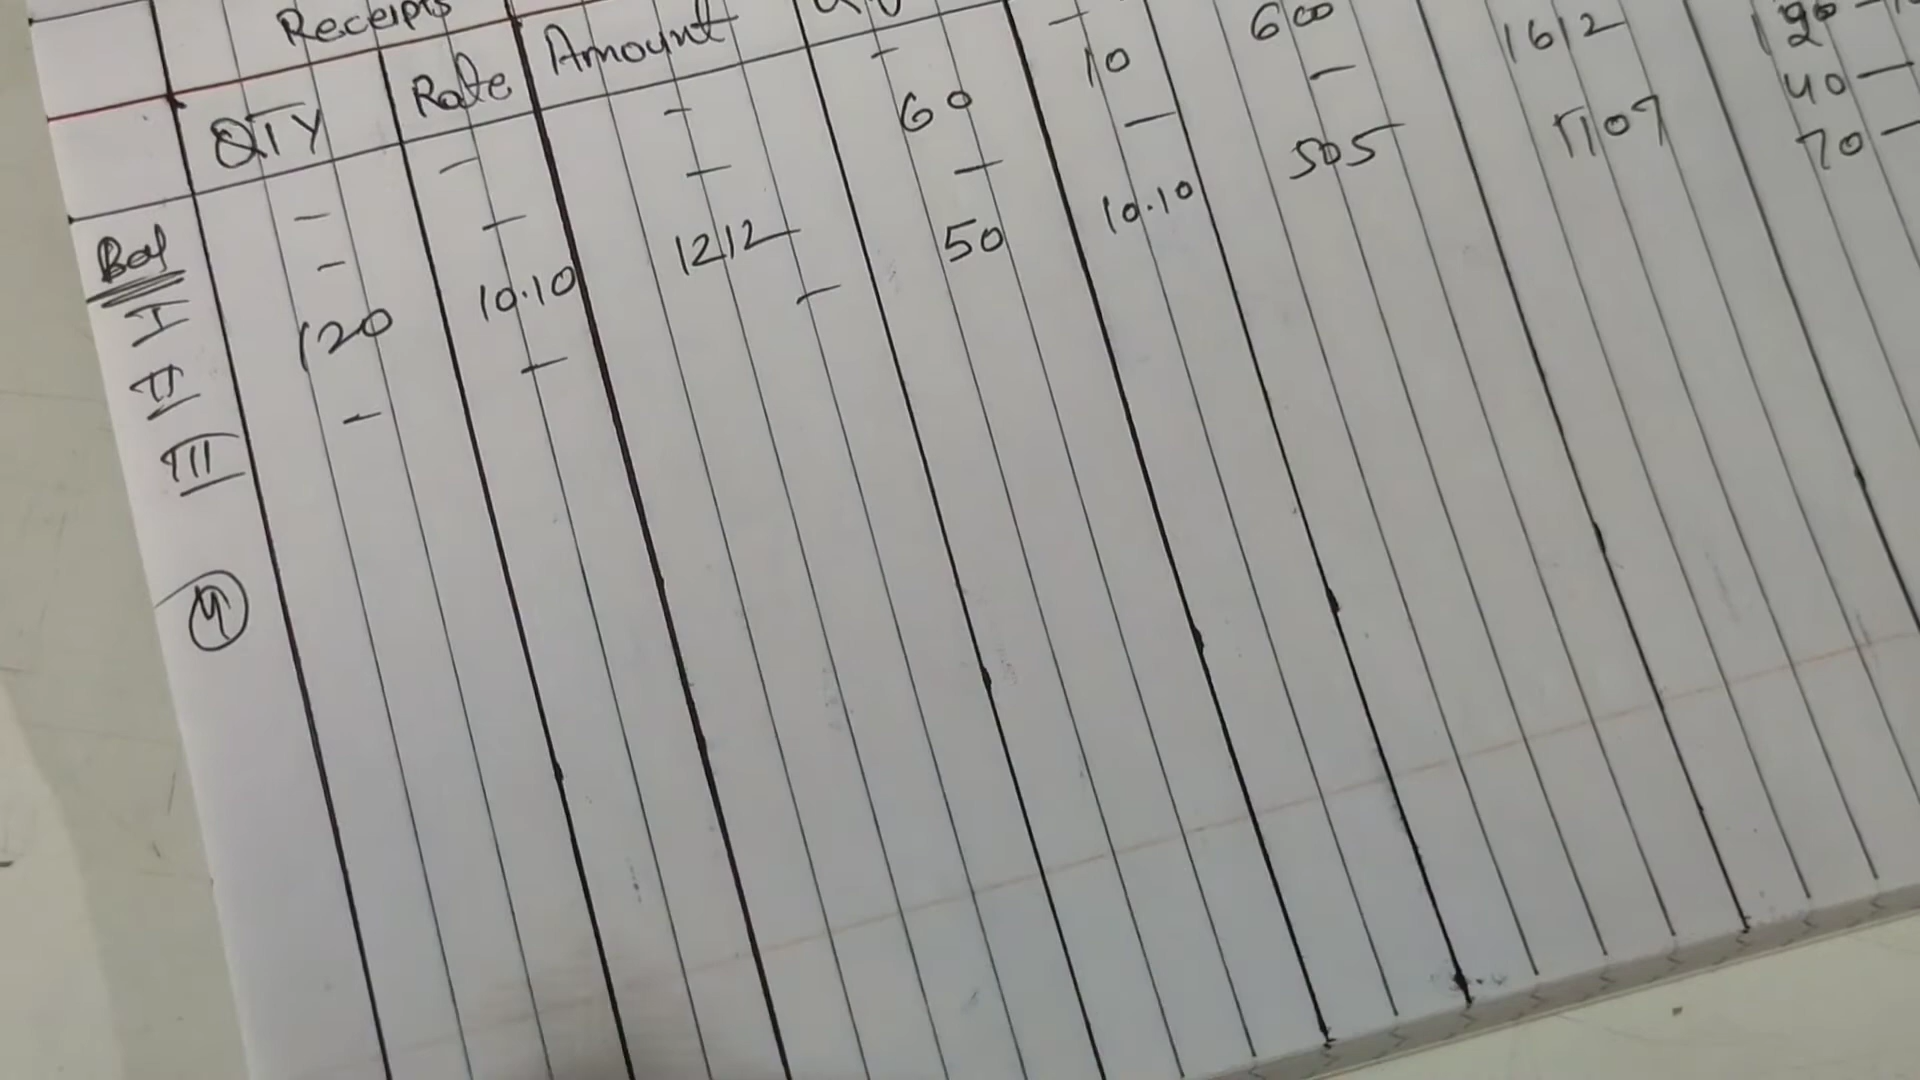 Receipts
QTY Rate Amount
Bal - - - - -
I - - - 60 10 600
II 120 10.10 1212 - - - 1612
III - - - 50 10.10 505 1107 40 —
70 —
4